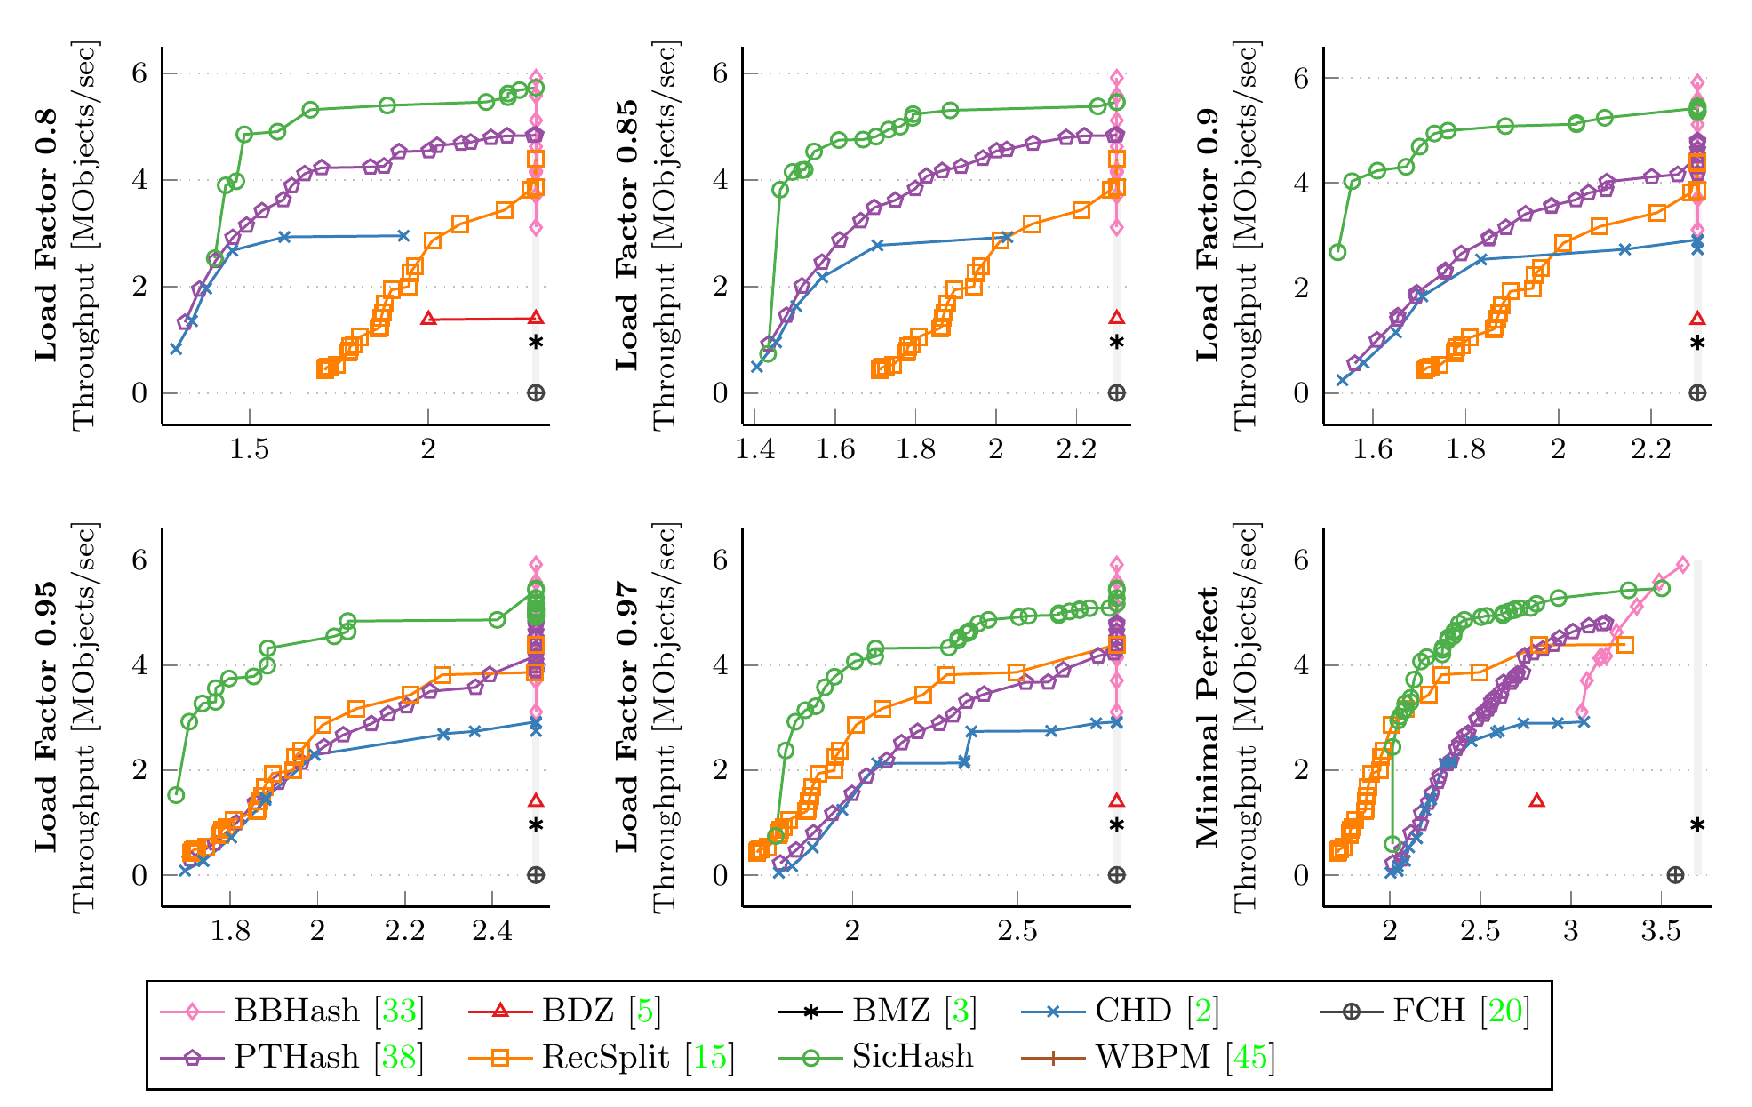 Load Factor 0.8
Throughput [MObjects/sec]
6
4
2
0
1.5 2
Load Factor 0.85
Throughput [MObjects/sec]
6
4
2
0
1.4 1.6 1.8 2 2.2
Load Factor 0.9
Throughput [MObjects/sec]
6
4
2
0
1.6 1.8 2 2.2
Load Factor 0.95
Throughput [MObjects/sec]
6
4
2
0
1.8 2 2.2 2.4
Load Factor 0.97
Throughput [MObjects/sec]
6
4
2
0
2 2.5
Minimal Perfect
Throughput [MObjects/sec]
6
4
2
0
2 2.5 3 3.5
BBHash [33] BDZ [5] BMZ [3] CHD [2] FCH [20]
PTHash [38] RecSplit [15] SicHash WBPM [45]